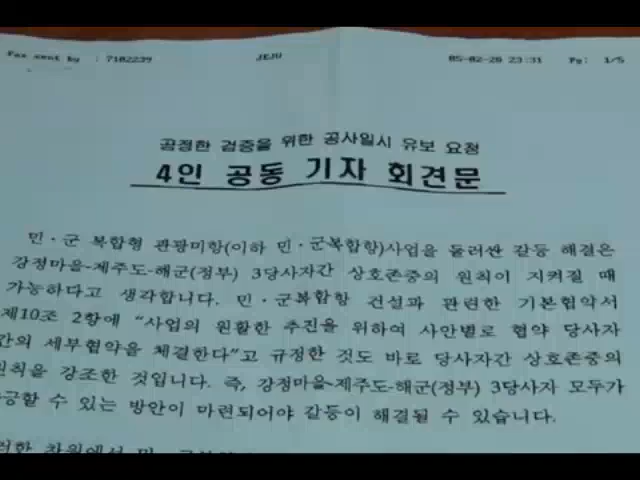 Fax sent by : 7102239 JEJU 05-02-20 23:31 Pg: 1/5
공정한 검증을 위한 공사일시 유보 요청
4인 공동 기자 회견문
민·군 복합형 관광미항(이하 민·군복합항)사업을 둘러싼 갈등 해결은
강정마을-제주도-해군(정부) 3당사자간 상호존중의 원칙이 지켜질 때
가능하다고 생각합니다. 민·군복합항 건설과 관련한 기본협약서
제10조 2항에 “사업의 원활한 추진을 위하여 사안별로 협약 당사자
간의 세부협약을 체결한다”고 규정한 것도 바로 당사자간 상호존중의
원칙을 강조한 것입니다. 즉, 강정마을-제주도-해군(정부) 3당사자 모두가
긍할 수 있는 방안이 마련되어야 갈등이 해결될 수 있습니다.
차원에서